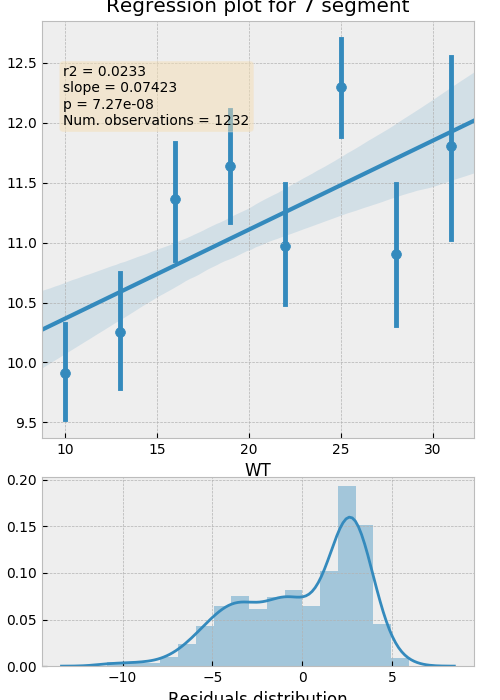 Regression plot for 7 segment
12.5
12.0
11.5
11.0
10.5
10.0
9.5
r2 = 0.0233
slope = 0.07423
p = 7.27e-08
Num. observations = 1232
10 15 20 25 30
WT
0.20
0.15
0.10
0.05
0.00
−10 −5 0 5
Residuals distribution